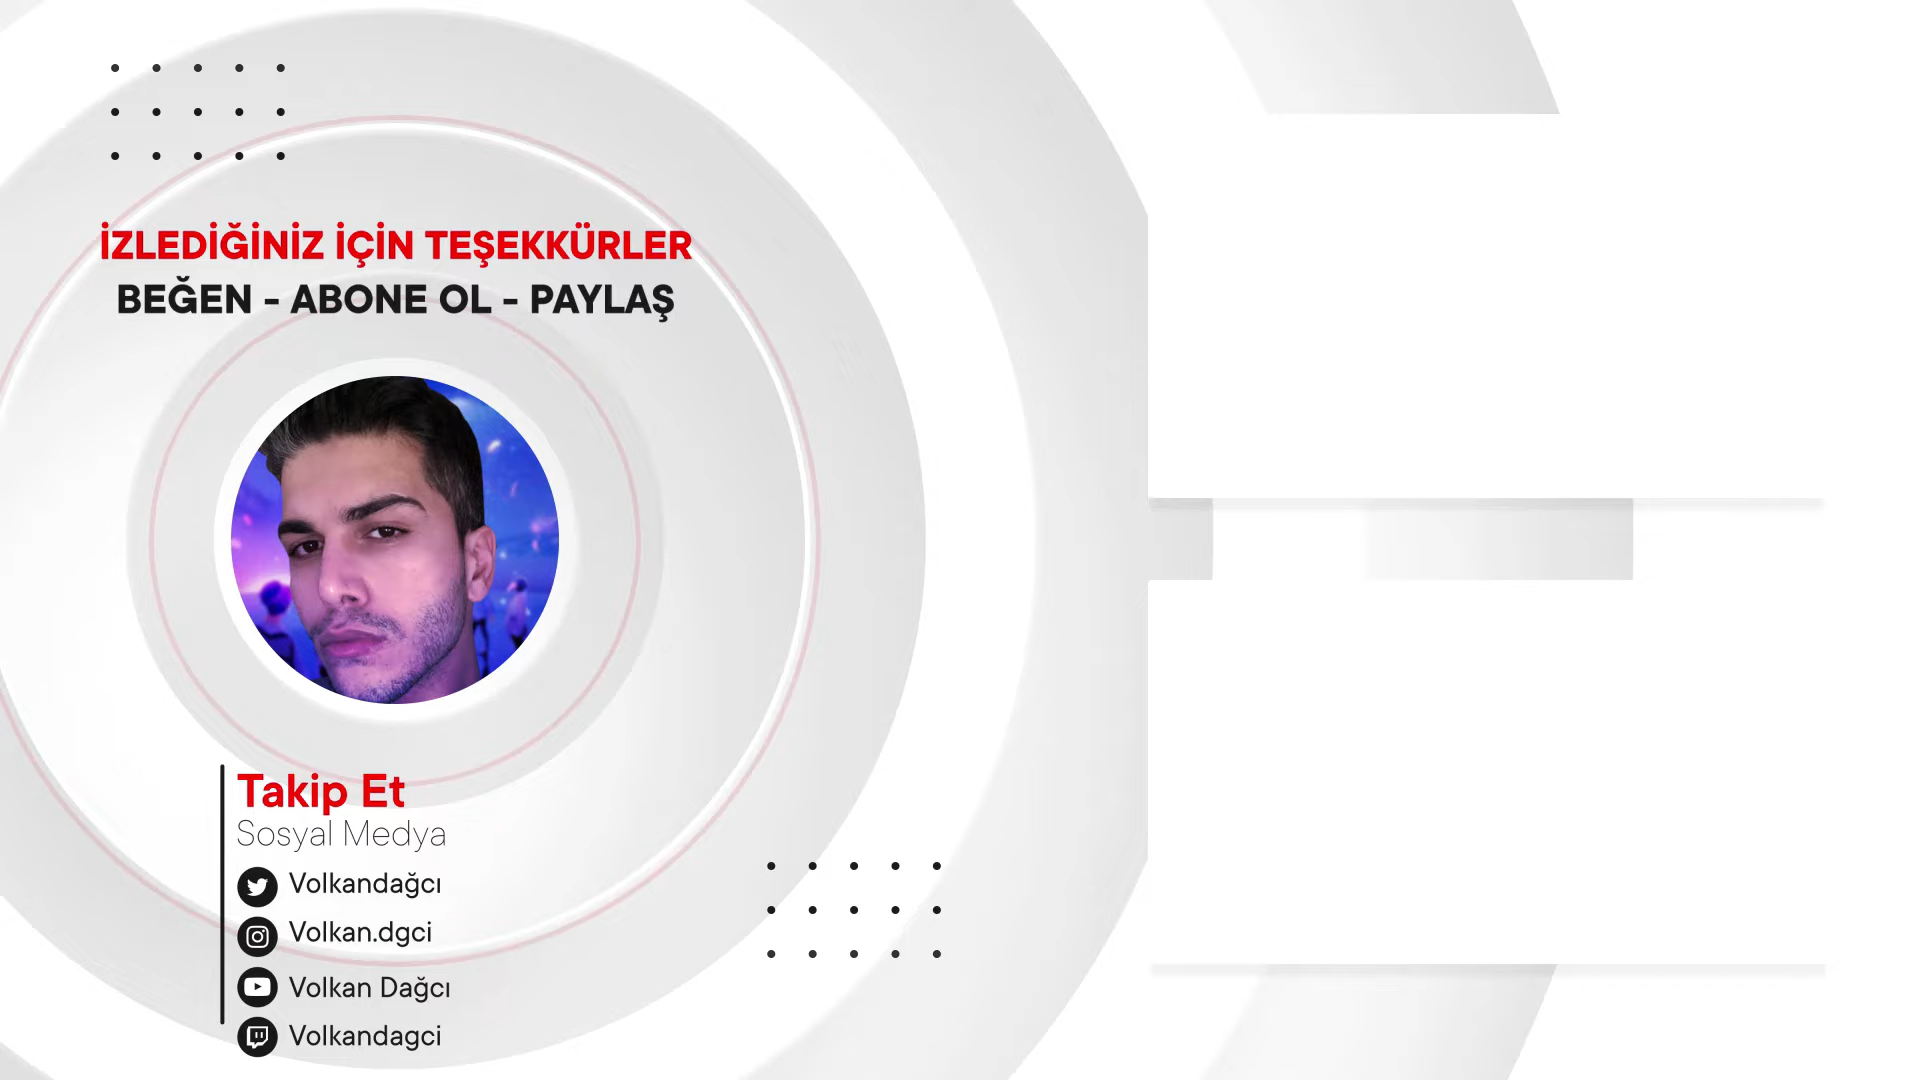 İZLEDİĞİNİZ İÇİN TEŞEKKÜRLER
BEĞEN - ABONE OL - PAYLAŞ
Takip Et
Sosyal Medya
Volkandağcı
Volkan.dgci
Volkan Dağcı
Volkandagci